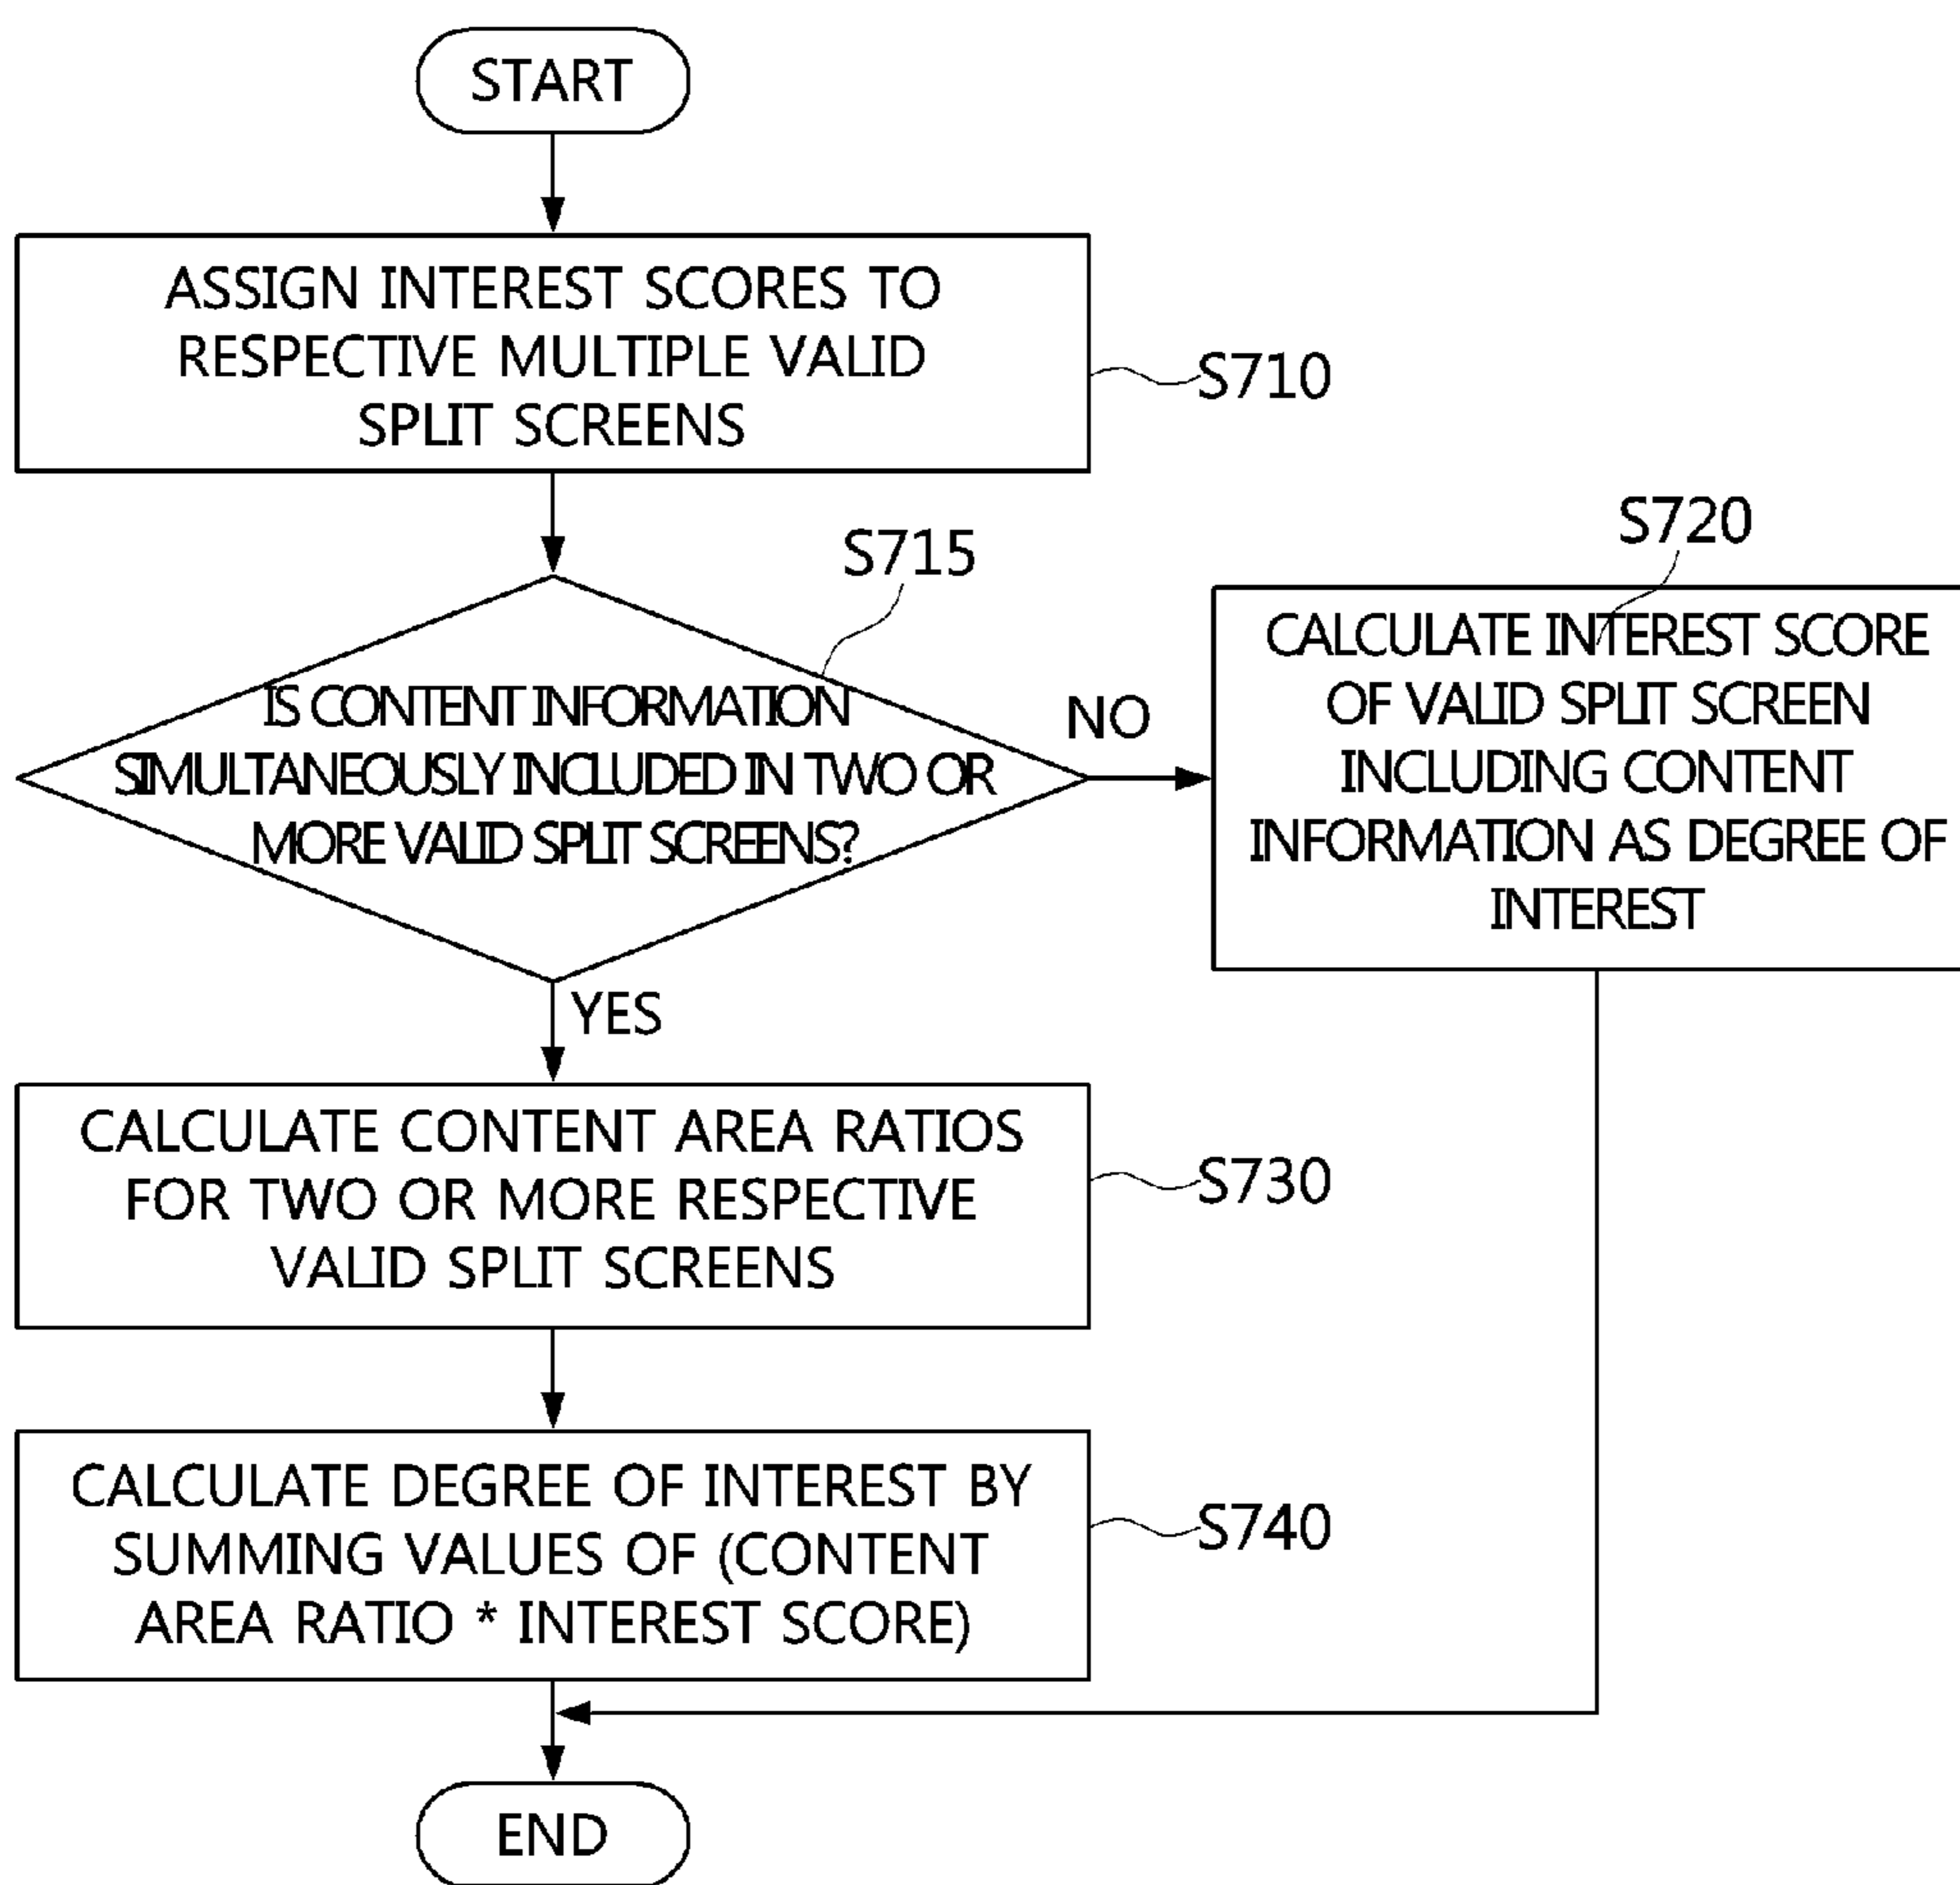 START
ASSIGN INTEREST SCORES TO
RESPECTIVE MULTIPLE VALID
SPLIT SCREENS
S710
S715
IS CONTENT INFORMATION
SIMULTANEOUSLY INCLUDED IN TWO OR
MORE VALID SPLIT SCREENS?
NO
S720
CALCULATE INTEREST SCORE
OF VALID SPLIT SCREEN
INCLUDING CONTENT
INFORMATION AS DEGREE OF
INTEREST
YES
CALCULATE CONTENT AREA RATIOS
FOR TWO OR MORE RESPECTIVE
VALID SPLIT SCREENS
S730
CALCULATE DEGREE OF INTEREST BY
SUMMING VALUES OF (CONTENT
AREA RATIO * INTEREST SCORE)
S740
END